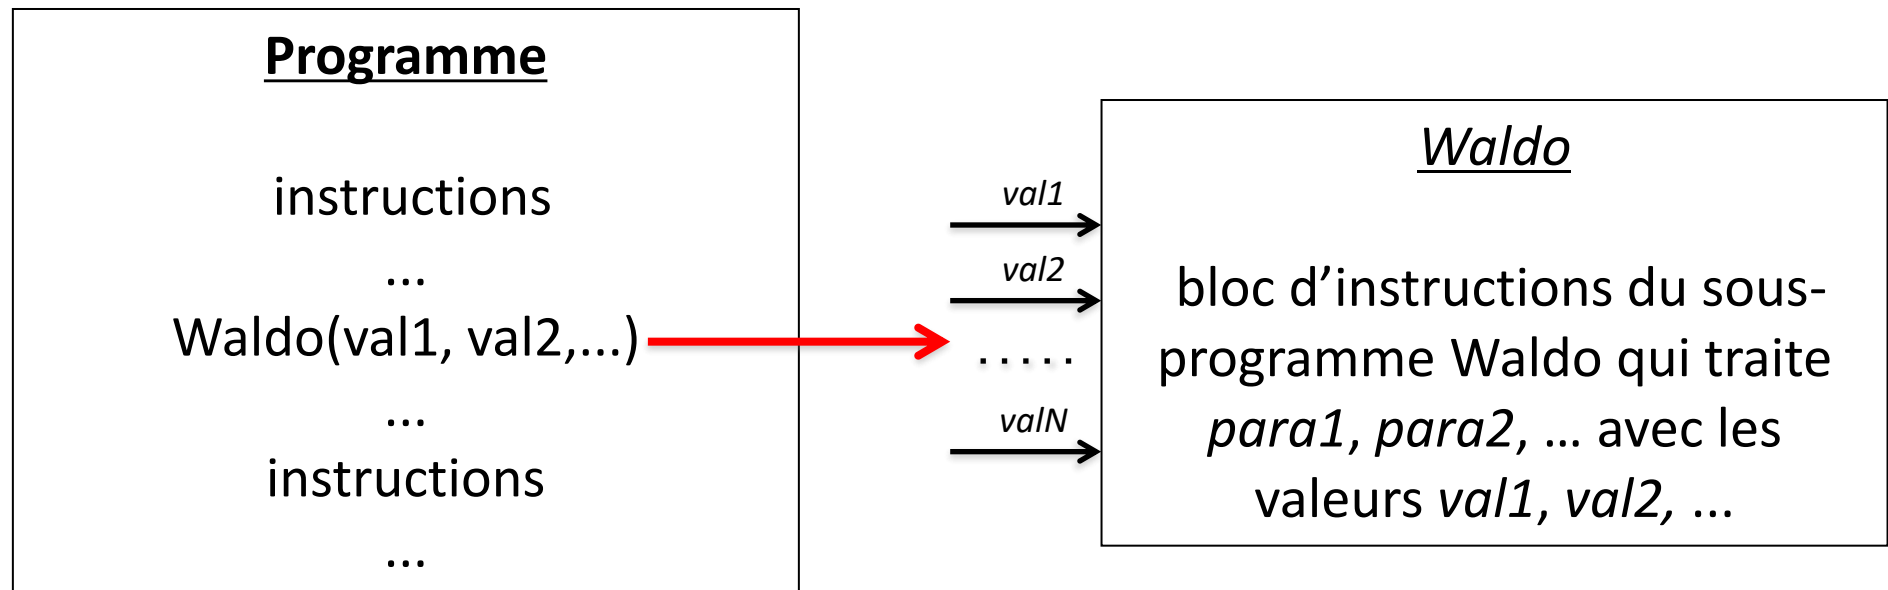 Programme
instructions
...
Waldo(val1, val2,...)
...
instructions
...
val1
val2
.....
valN
Waldo
bloc d’instructions du sous-
programme Waldo qui traite
para1, para2, … avec les
valeurs val1, val2, ...